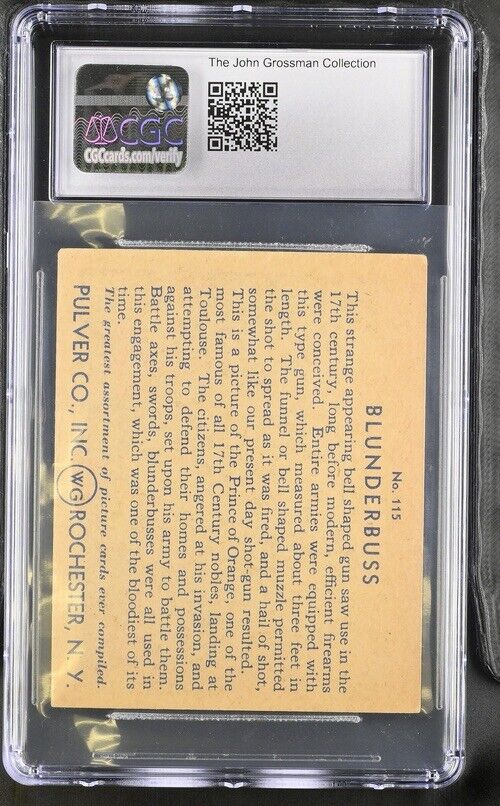 The John Grossman Collection
CGC
CGCcards.com/verify
No. 115
BLUNDERBUSS
This strange appearing bell shaped gun saw use in the
17th century, long before modern, efficient firearms
were conceived. Entire armies were equipped with
this type gun, which measured about three feet in
length. The funnel or bell shaped muzzle permitted
the shot to spread as it was fired, and a hail of shot,
somewhat like our present day shot-gun resulted.
This is a picture of the Prince of Orange, one of the
most famous of all 17th Century nobles, landing at
Toulouse. The citizens, angered at his invasion, and
attempting to defend their homes and possessions
against his troops, set upon his army to battle them.
Battle axes, swords, blunderbusses were all used in
this engagement, which was one of the bloodiest of its
time.
The greatest assortment of picture cards ever compiled.
PULVER CO., INC. WG ROCHESTER, N. Y.